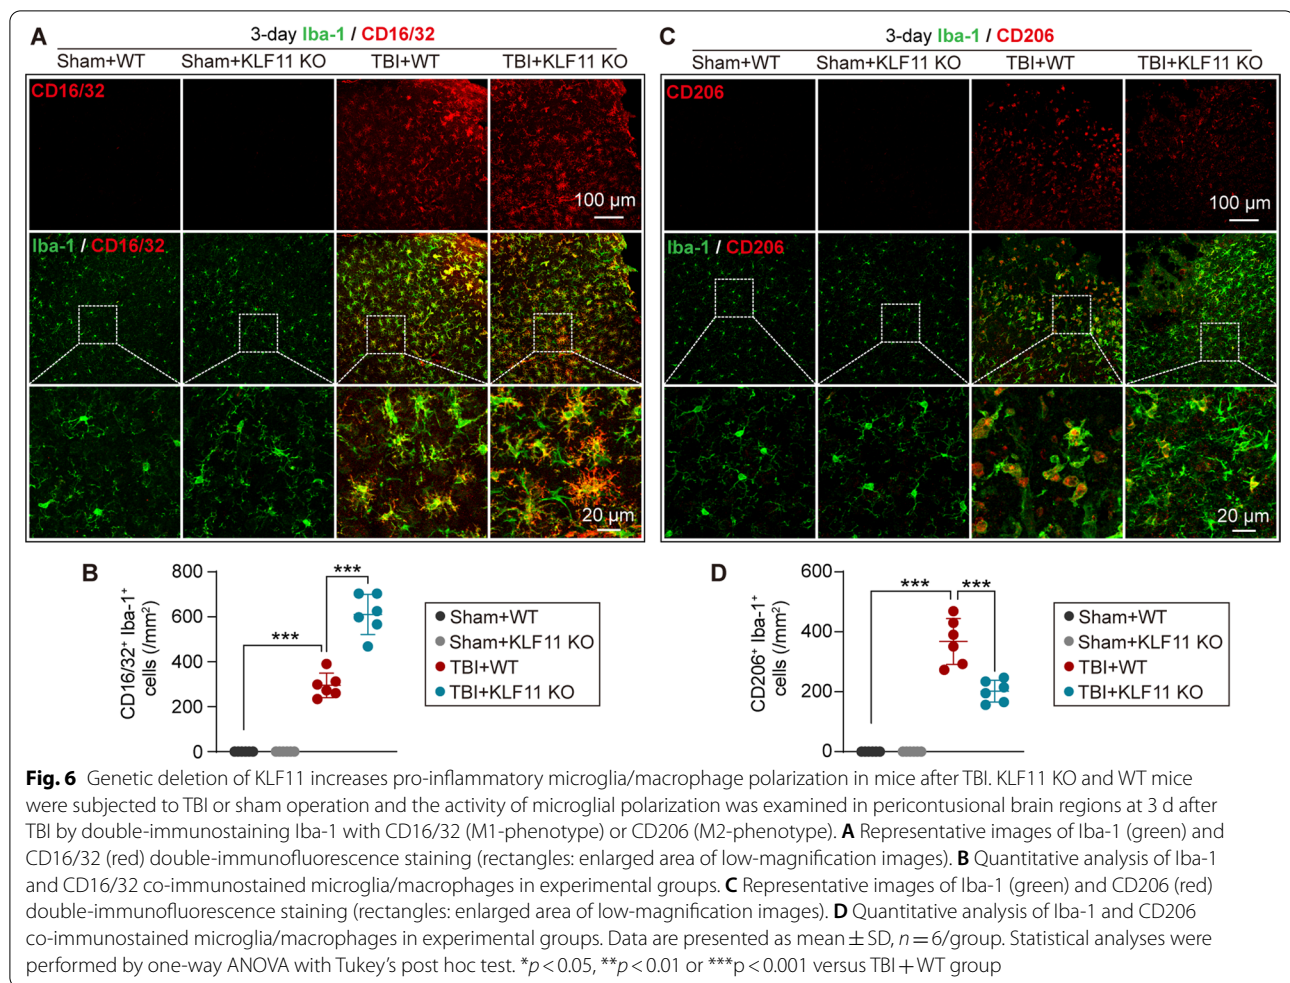 A
3-day Iba-1 / CD16/32
Sham+WT Sham+KLF11 KO TBI+WT TBI+KLF11 KO
CD16/32
100 µm
Iba-1 / CD16/32
20 µm
C
3-day Iba-1 / CD206
Sham+WT Sham+KLF11 KO TBI+WT TBI+KLF11 KO
CD206
100 µm
Iba-1 / CD206
20 µm
B
CD16/32⁺ Iba-1⁺
cells (/mm²)
800
600
400
200
0
***
***
Sham+WT
Sham+KLF11 KO
TBI+WT
TBI+KLF11 KO
D
CD206⁺ Iba-1⁺
cells (/mm²)
600
400
200
0
***
***
Sham+WT
Sham+KLF11 KO
TBI+WT
TBI+KLF11 KO
Fig. 6 Genetic deletion of KLF11 increases pro-inflammatory microglia/macrophage polarization in mice after TBI. KLF11 KO and WT mice
were subjected to TBI or sham operation and the activity of microglial polarization was examined in pericontusional brain regions at 3 d after
TBI by double-immunostaining Iba-1 with CD16/32 (M1-phenotype) or CD206 (M2-phenotype). A Representative images of Iba-1 (green) and
CD16/32 (red) double-immunofluorescence staining (rectangles: enlarged area of low-magnification images). B Quantitative analysis of Iba-1
and CD16/32 co-immunostained microglia/macrophages in experimental groups. C Representative images of Iba-1 (green) and CD206 (red)
double-immunofluorescence staining (rectangles: enlarged area of low-magnification images). D Quantitative analysis of Iba-1 and CD206
co-immunostained microglia/macrophages in experimental groups. Data are presented as mean ± SD, n = 6/group. Statistical analyses were
performed by one-way ANOVA with Tukey's post hoc test. *p < 0.05, **p < 0.01 or ***p < 0.001 versus TBI + WT group